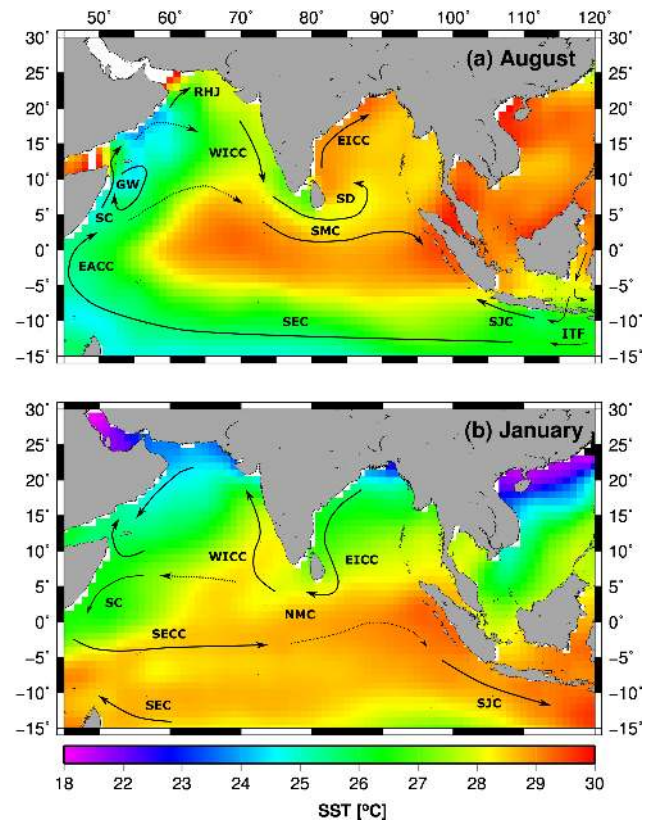 40˚ 50˚ 60˚ 70˚ 80˚ 90˚ 100˚ 110˚ 120˚
30˚ 30˚
(a) August
25˚ 25˚
RHJ
20˚ 20˚
15˚ WICC EICC 15˚
10˚ 10˚
GW
SD
5˚ SC 5˚
SMC
0˚ 0˚
EACC
−5˚ −5˚
−10˚ SEC SJC −10˚
ITF
−15˚ −15˚
30˚ 30˚
(b) January
25˚ 25˚
20˚ 20˚
15˚ 15˚
10˚ WICC EICC 10˚
5˚ 5˚
SC NMC
0˚ 0˚
SECC
−5˚ −5˚
−10˚ SEC SJC −10˚
−15˚ −15˚
18 22 23 24 25 26 27 28 29 30
SST [ºC]